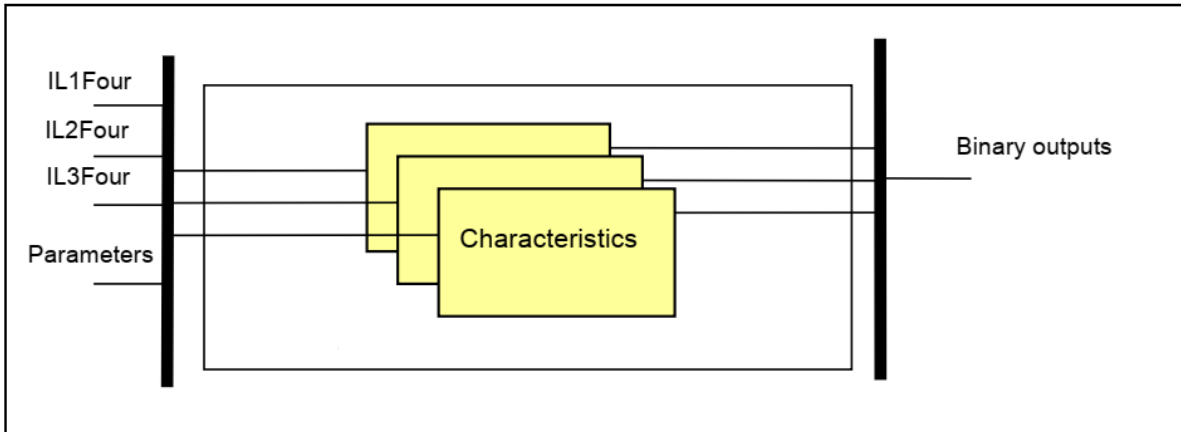 IL1Four
IL2Four
IL3Four
Parameters
Characteristics
Binary outputs